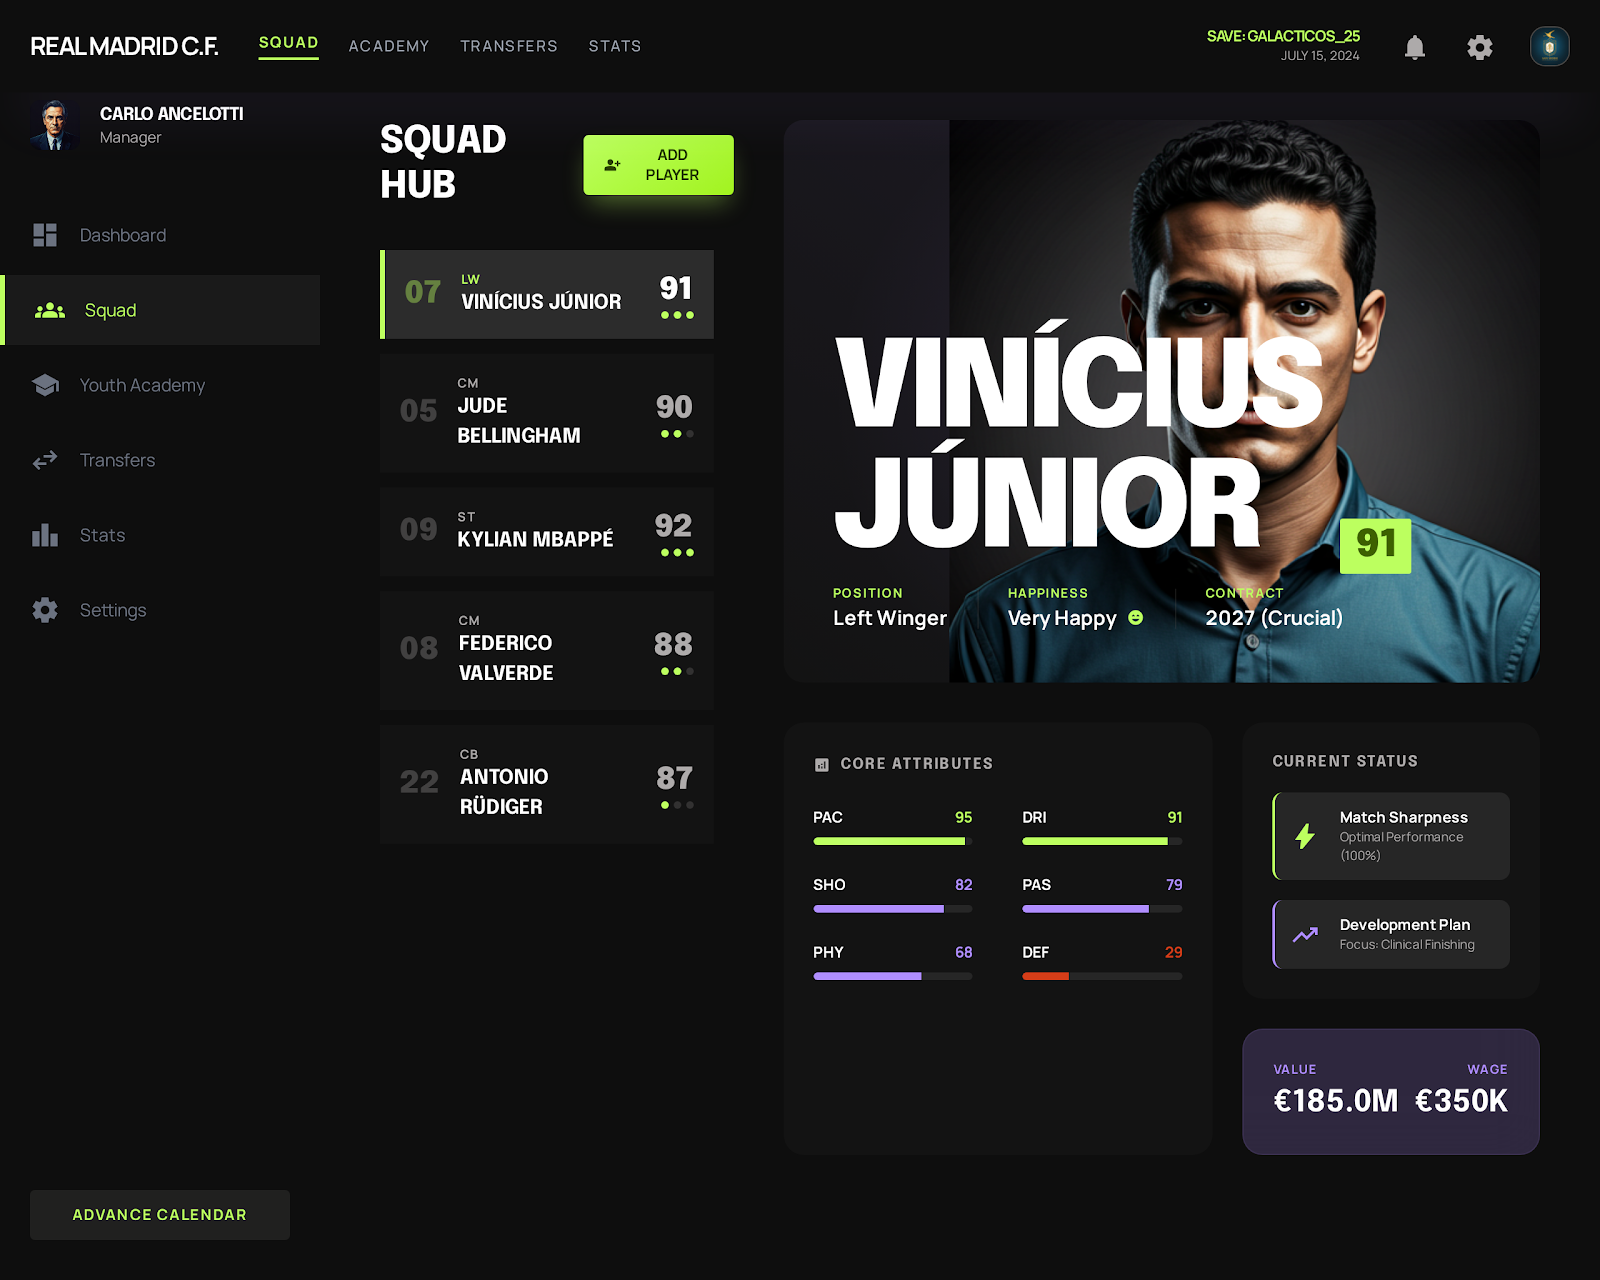 REAL MADRID C.F.
SQUAD
ACADEMY
TRANSFERS
STATS
SAVE: GALACTICOS_25
JULY 15, 2024
CARLO ANCELOTTI
Manager
Dashboard
Squad
Youth Academy
Transfers
Stats
Settings
ADVANCE CALENDAR
SQUAD
HUB
ADD
PLAYER
07
LW
VINÍCIUS JÚNIOR
91
05
CM
JUDE
BELLINGHAM
90
09
ST
KYLIAN MBAPPÉ
92
08
CM
FEDERICO
VALVERDE
88
22
CB
ANTONIO
RÜDIGER
87
VINÍCIUS
JÚNIOR
91
POSITION
Left Winger
HAPPINESS
Very Happy
CONTRACT
2027 (Crucial)
CORE ATTRIBUTES
PAC 95
DRI 91
SHO 82
PAS 79
PHY 68
DEF 29
CURRENT STATUS
Match Sharpness
Optimal Performance
(100%)
Development Plan
Focus: Clinical Finishing
VALUE
€185.0M
WAGE
€350K